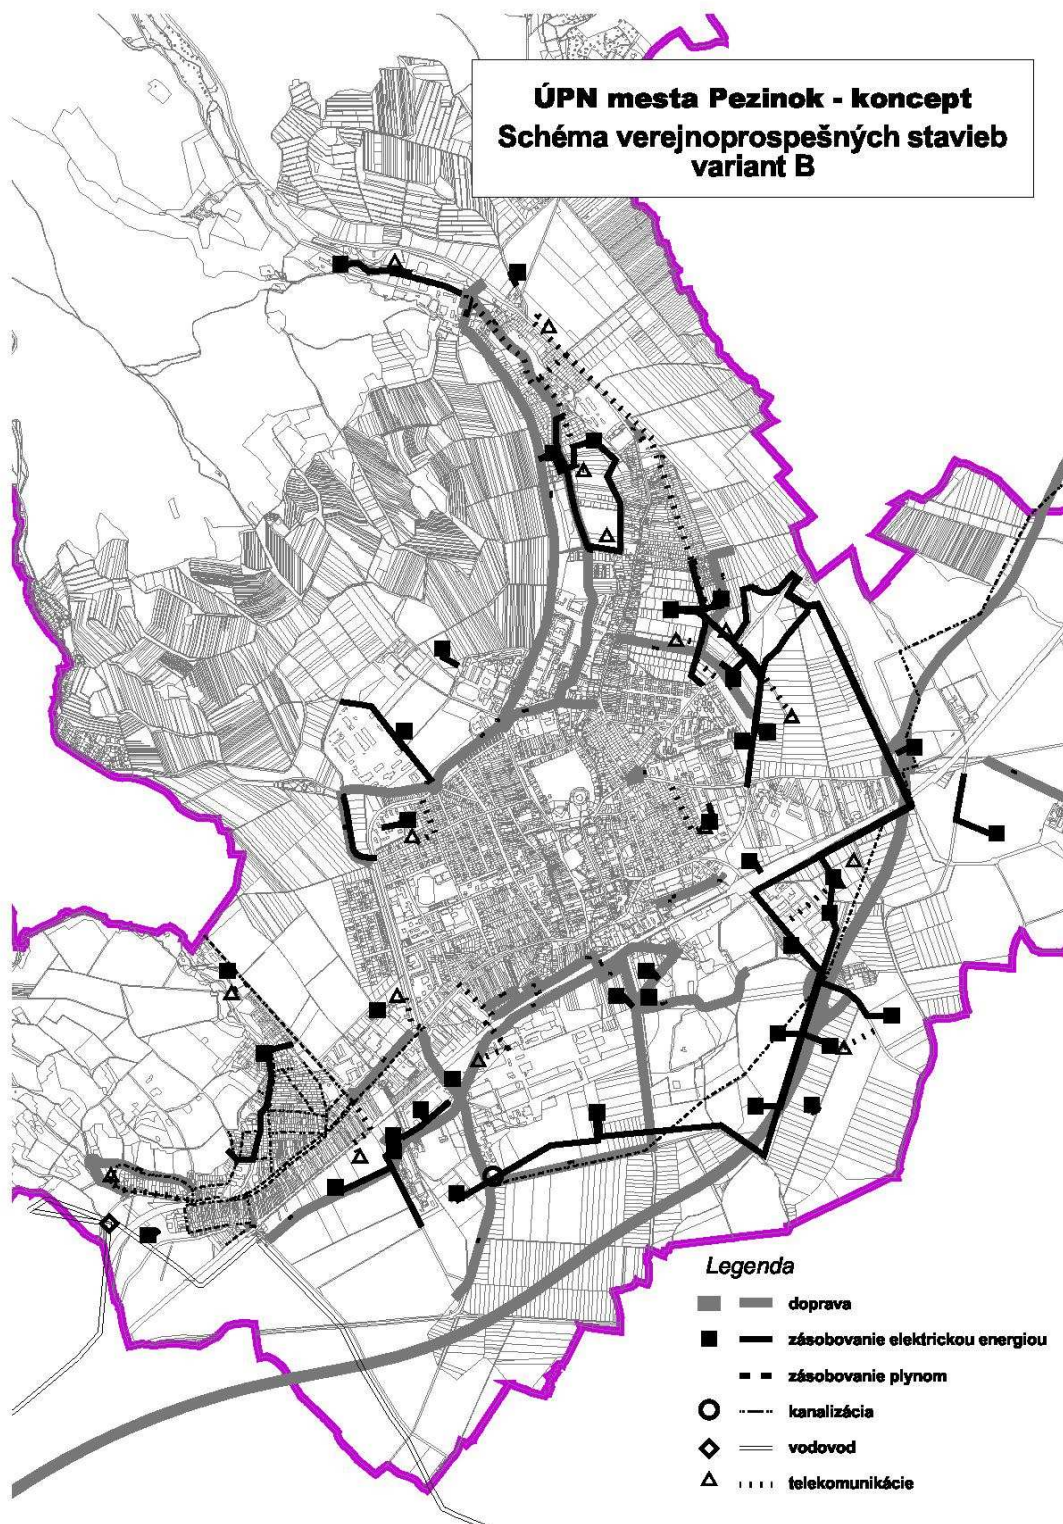 ÚPN mesta Pezinok - koncept
Schéma verejnoprospešných stavieb
variant B
Legenda
doprava
zásobovanie elektrickou energiou
zásobovanie plynom
kanalizácia
vodovod
telekomunikácie